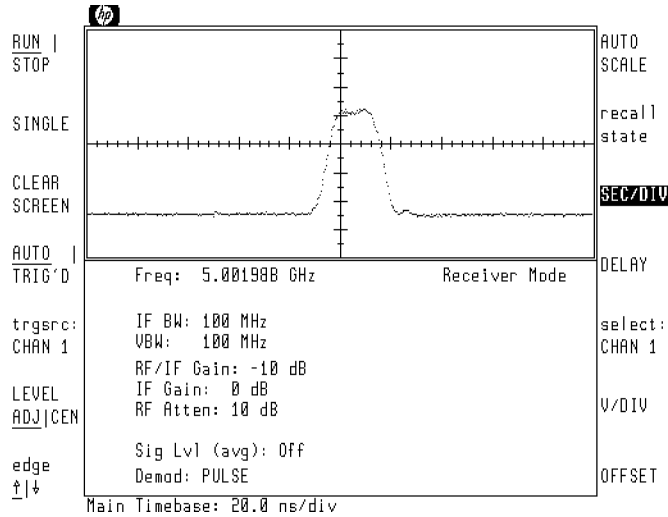 hp
RUN |
STOP
SINGLE
CLEAR
SCREEN
AUTO |
TRIG'D
trgsrc:
CHAN 1
LEVEL
ADJ|CEN
edge
↑|↓
AUTO
SCALE
recall
state
SEC/DIV
DELAY
select:
CHAN 1
V/DIV
OFFSET
Freq: 5.001988 GHz Receiver Mode
IF BW: 100 MHz
VBW: 100 MHz
RF/IF Gain: -10 dB
IF Gain: 0 dB
RF Atten: 10 dB
Sig Lvl (avg): Off
Demod: PULSE
Main Timebase: 20.0 ns/div